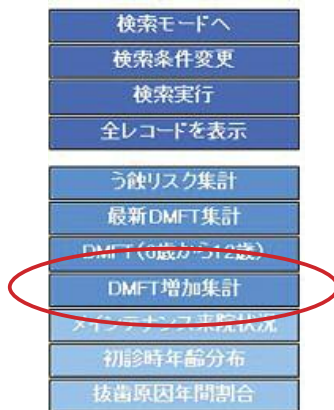 検索モードへ
検索条件変更
検索実行
全レコードを表示
う蝕リスク集計
最新DMFT集計
DMFT(6歳から12歳)
DMFT増加集計
メインテナンス来院状況
初診時年齢分布
抜歯原因年間割合